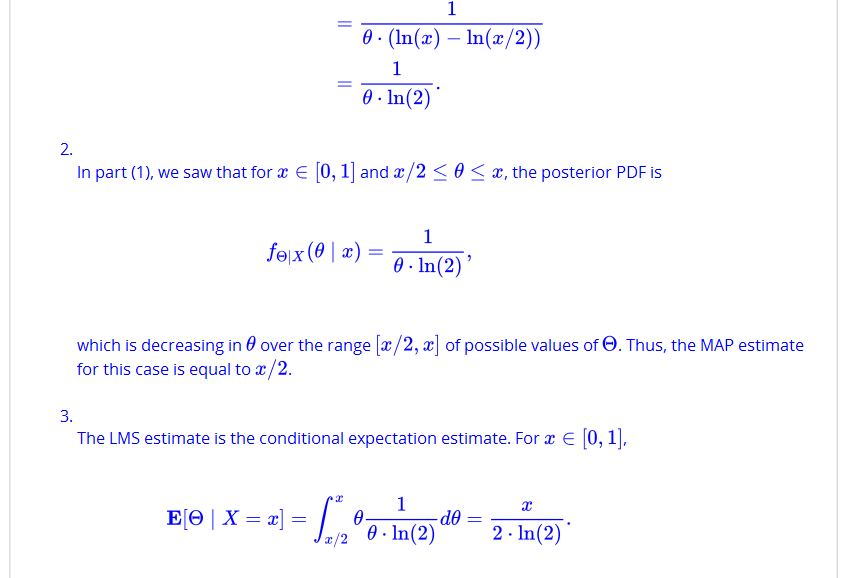 = 1 / (θ · (ln(x) − ln(x/2)))
= 1 / (θ · ln(2)).
2.
In part (1), we saw that for x ∈ [0, 1] and x/2 ≤ θ ≤ x, the posterior PDF is
f_{Θ|X}(θ | x) = 1 / (θ · ln(2)),
which is decreasing in θ over the range [x/2, x] of possible values of Θ. Thus, the MAP estimate
for this case is equal to x/2.
3.
The LMS estimate is the conditional expectation estimate. For x ∈ [0, 1],
E[Θ | X = x] = ∫_{x/2}^{x} θ 1 / (θ · ln(2)) dθ = x / (2 · ln(2)).